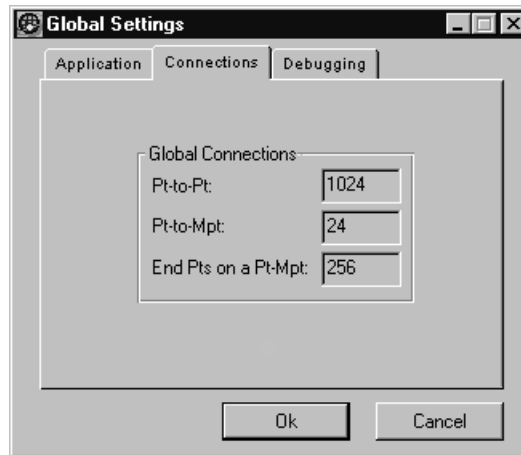 Global Settings
Application Connections Debugging
Global Connections
Pt-to-Pt: 1024
Pt-to-Mpt: 24
End Pts on a Pt-Mpt: 256
Ok Cancel